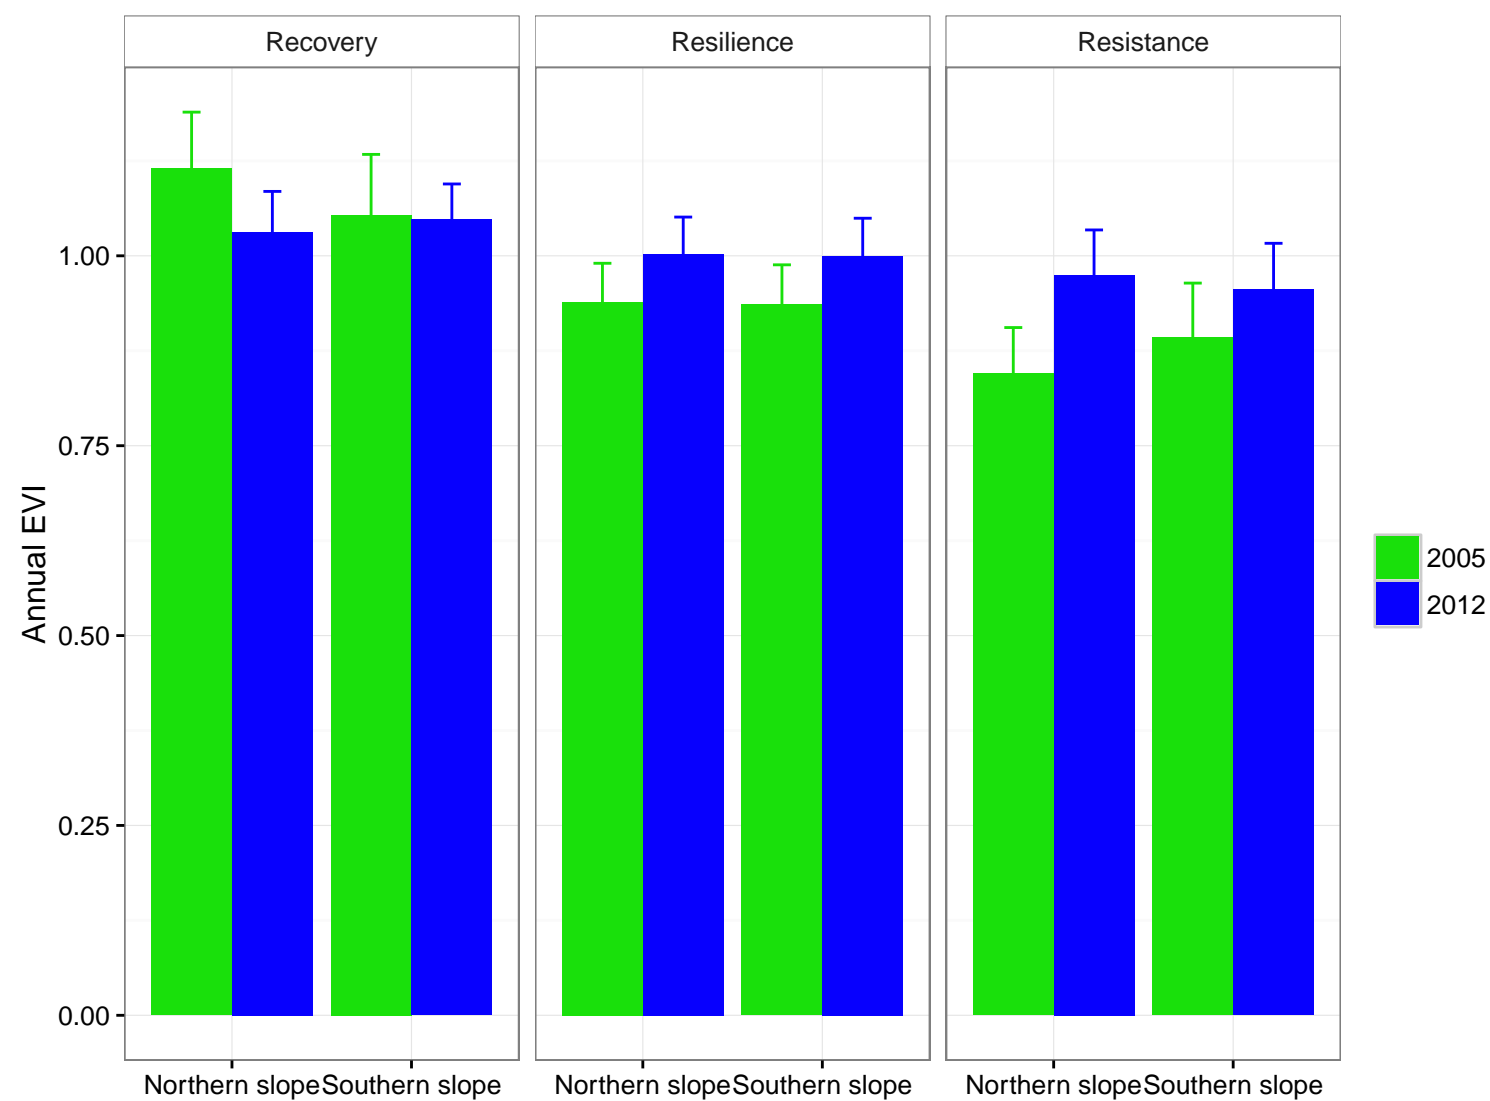 Recovery
Resilience
Resistance
Annual EVI
1.00
0.75
0.50
0.25
0.00
Northern slope Southern slope
Northern slope Southern slope
Northern slope Southern slope
2005
2012